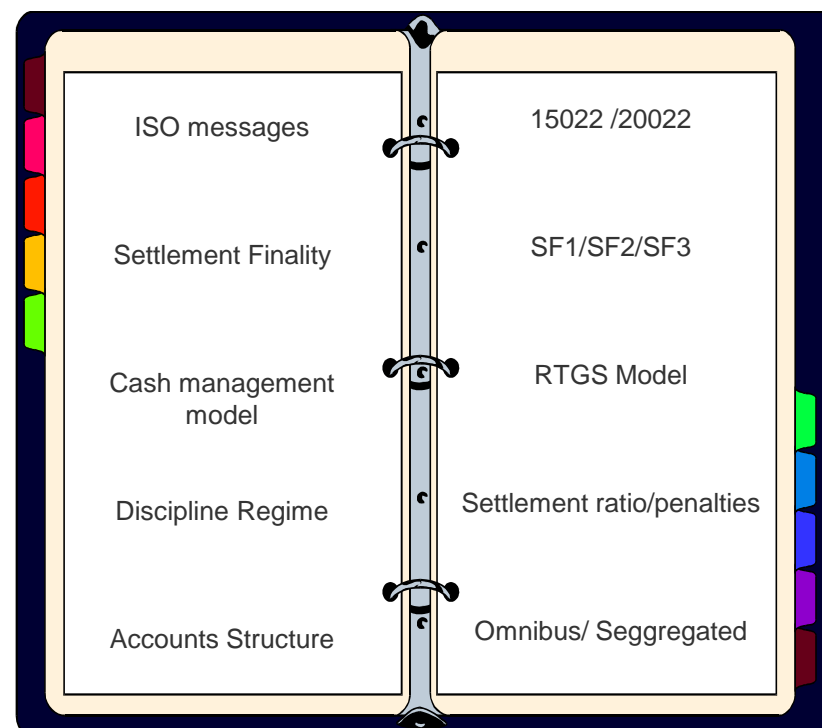 ISO messages
Settlement Finality
Cash management
model
Discipline Regime
Accounts Structure
15022 /20022
SF1/SF2/SF3
RTGS Model
Settlement ratio/penalties
Omnibus/ Seggregated